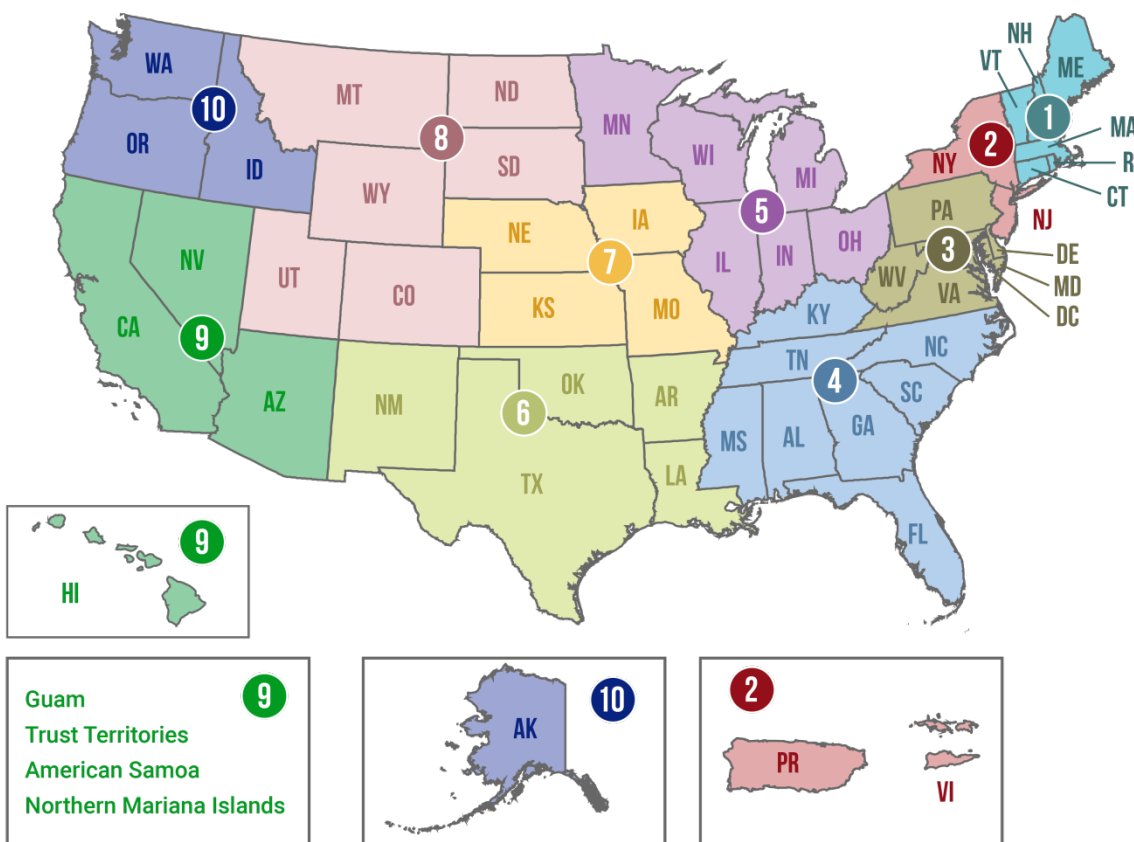 NH
VT
ME
WA
MT
ND
MN
10
1
MA
8
2
OR
WI
R
ID
SD
NY
MI
CT
WY
PA
5
NJ
NE
IA
OH
3
DE
NV
7
IL
IN
WV
MD
UT
CO
VA
DC
KS
MO
KY
CA
9
NC
TN
OK
4
AZ
NM
AR
SC
6
GA
MS
AL
TX
LA
FL
9
HI
Guam
9
Trust Territories
American Samoa
Northern Mariana Islands
10
AK
2
PR
VI